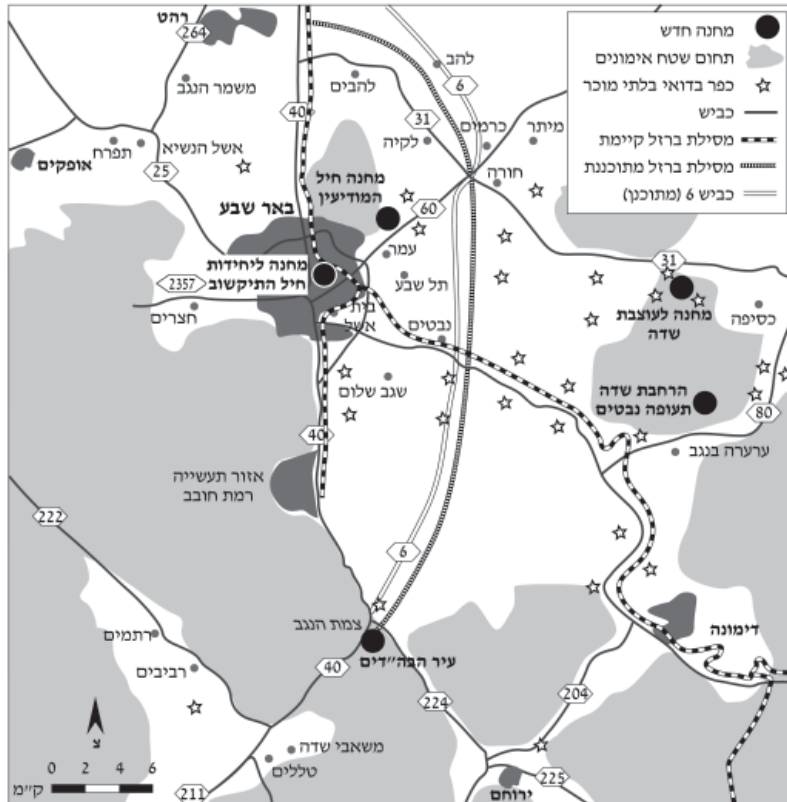 מחנה חדש
תחום שטח אימונים
כפר בדואי בלתי מוכר
כביש
מסילת ברזל קיימת
מסילת ברזל מתוכננת
כביש 6 (מתוכנן)
רהט
264
להב
6
משמר הנגב
להבים
40
31
כרמים
מיתר
לקיה
תפרח
אשל הנשיא
אופקים
25
חורה
מחנה חיל
המודיעין
60
באר שבע
עמר
31
מחנה ליחידות
חיל התיקשוב
תל שבע
2357
חצרים
בית
אשל
מחנה לעוצבת
שדה
כסיפה
נבטים
שגב שלום
הרחבת שדה
תעופה נבטים
80
40
ערערה בנגב
אזור תעשייה
רמת חובב
222
6
צמת הנגב
רתמים
דימונה
עיר הבה"דים
40
רביבים
224
204
צ
משאבי שדה
טללים
0 2 4 6
ק"מ
211
225
ירוחם